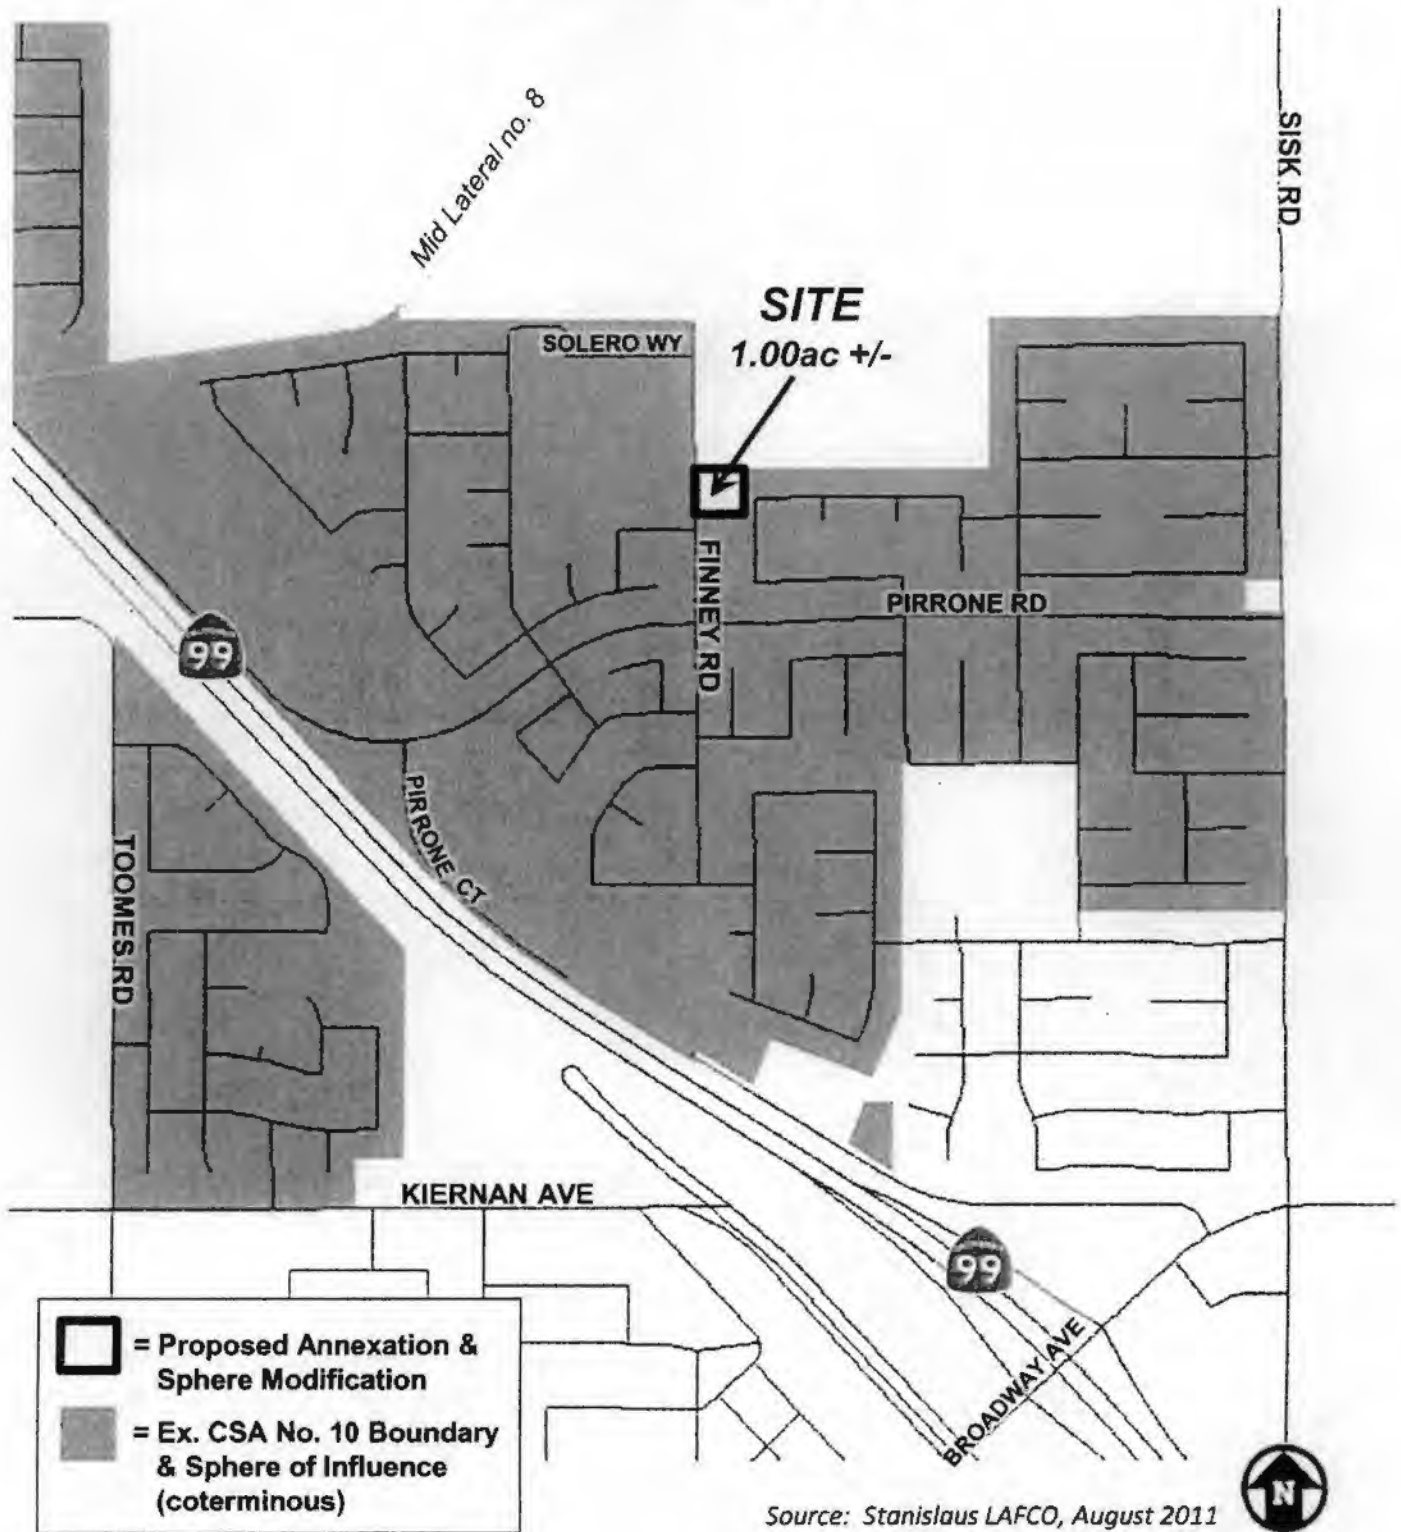 Mid Lateral no. 8
SISK RD
SITE
1.00ac +/-
SOLERO WY
FINNEY RD
PIRRONE RD
99
PIRRONE CT
TOOMES RD
KIERNAN AVE
99
BROADWAY AVE
= Proposed Annexation &
Sphere Modification
= Ex. CSA No. 10 Boundary
& Sphere of Influence
(coterminous)
Source: Stanislaus LAFCO, August 2011
N